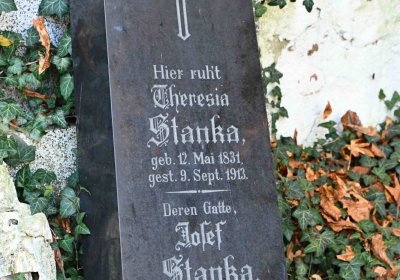 Hier ruht
Theresia
Stanka,
geb. 12. Mai 1831,
gest. 9. Sept. 1913.
Deren Gatte,
Josef
Stanka